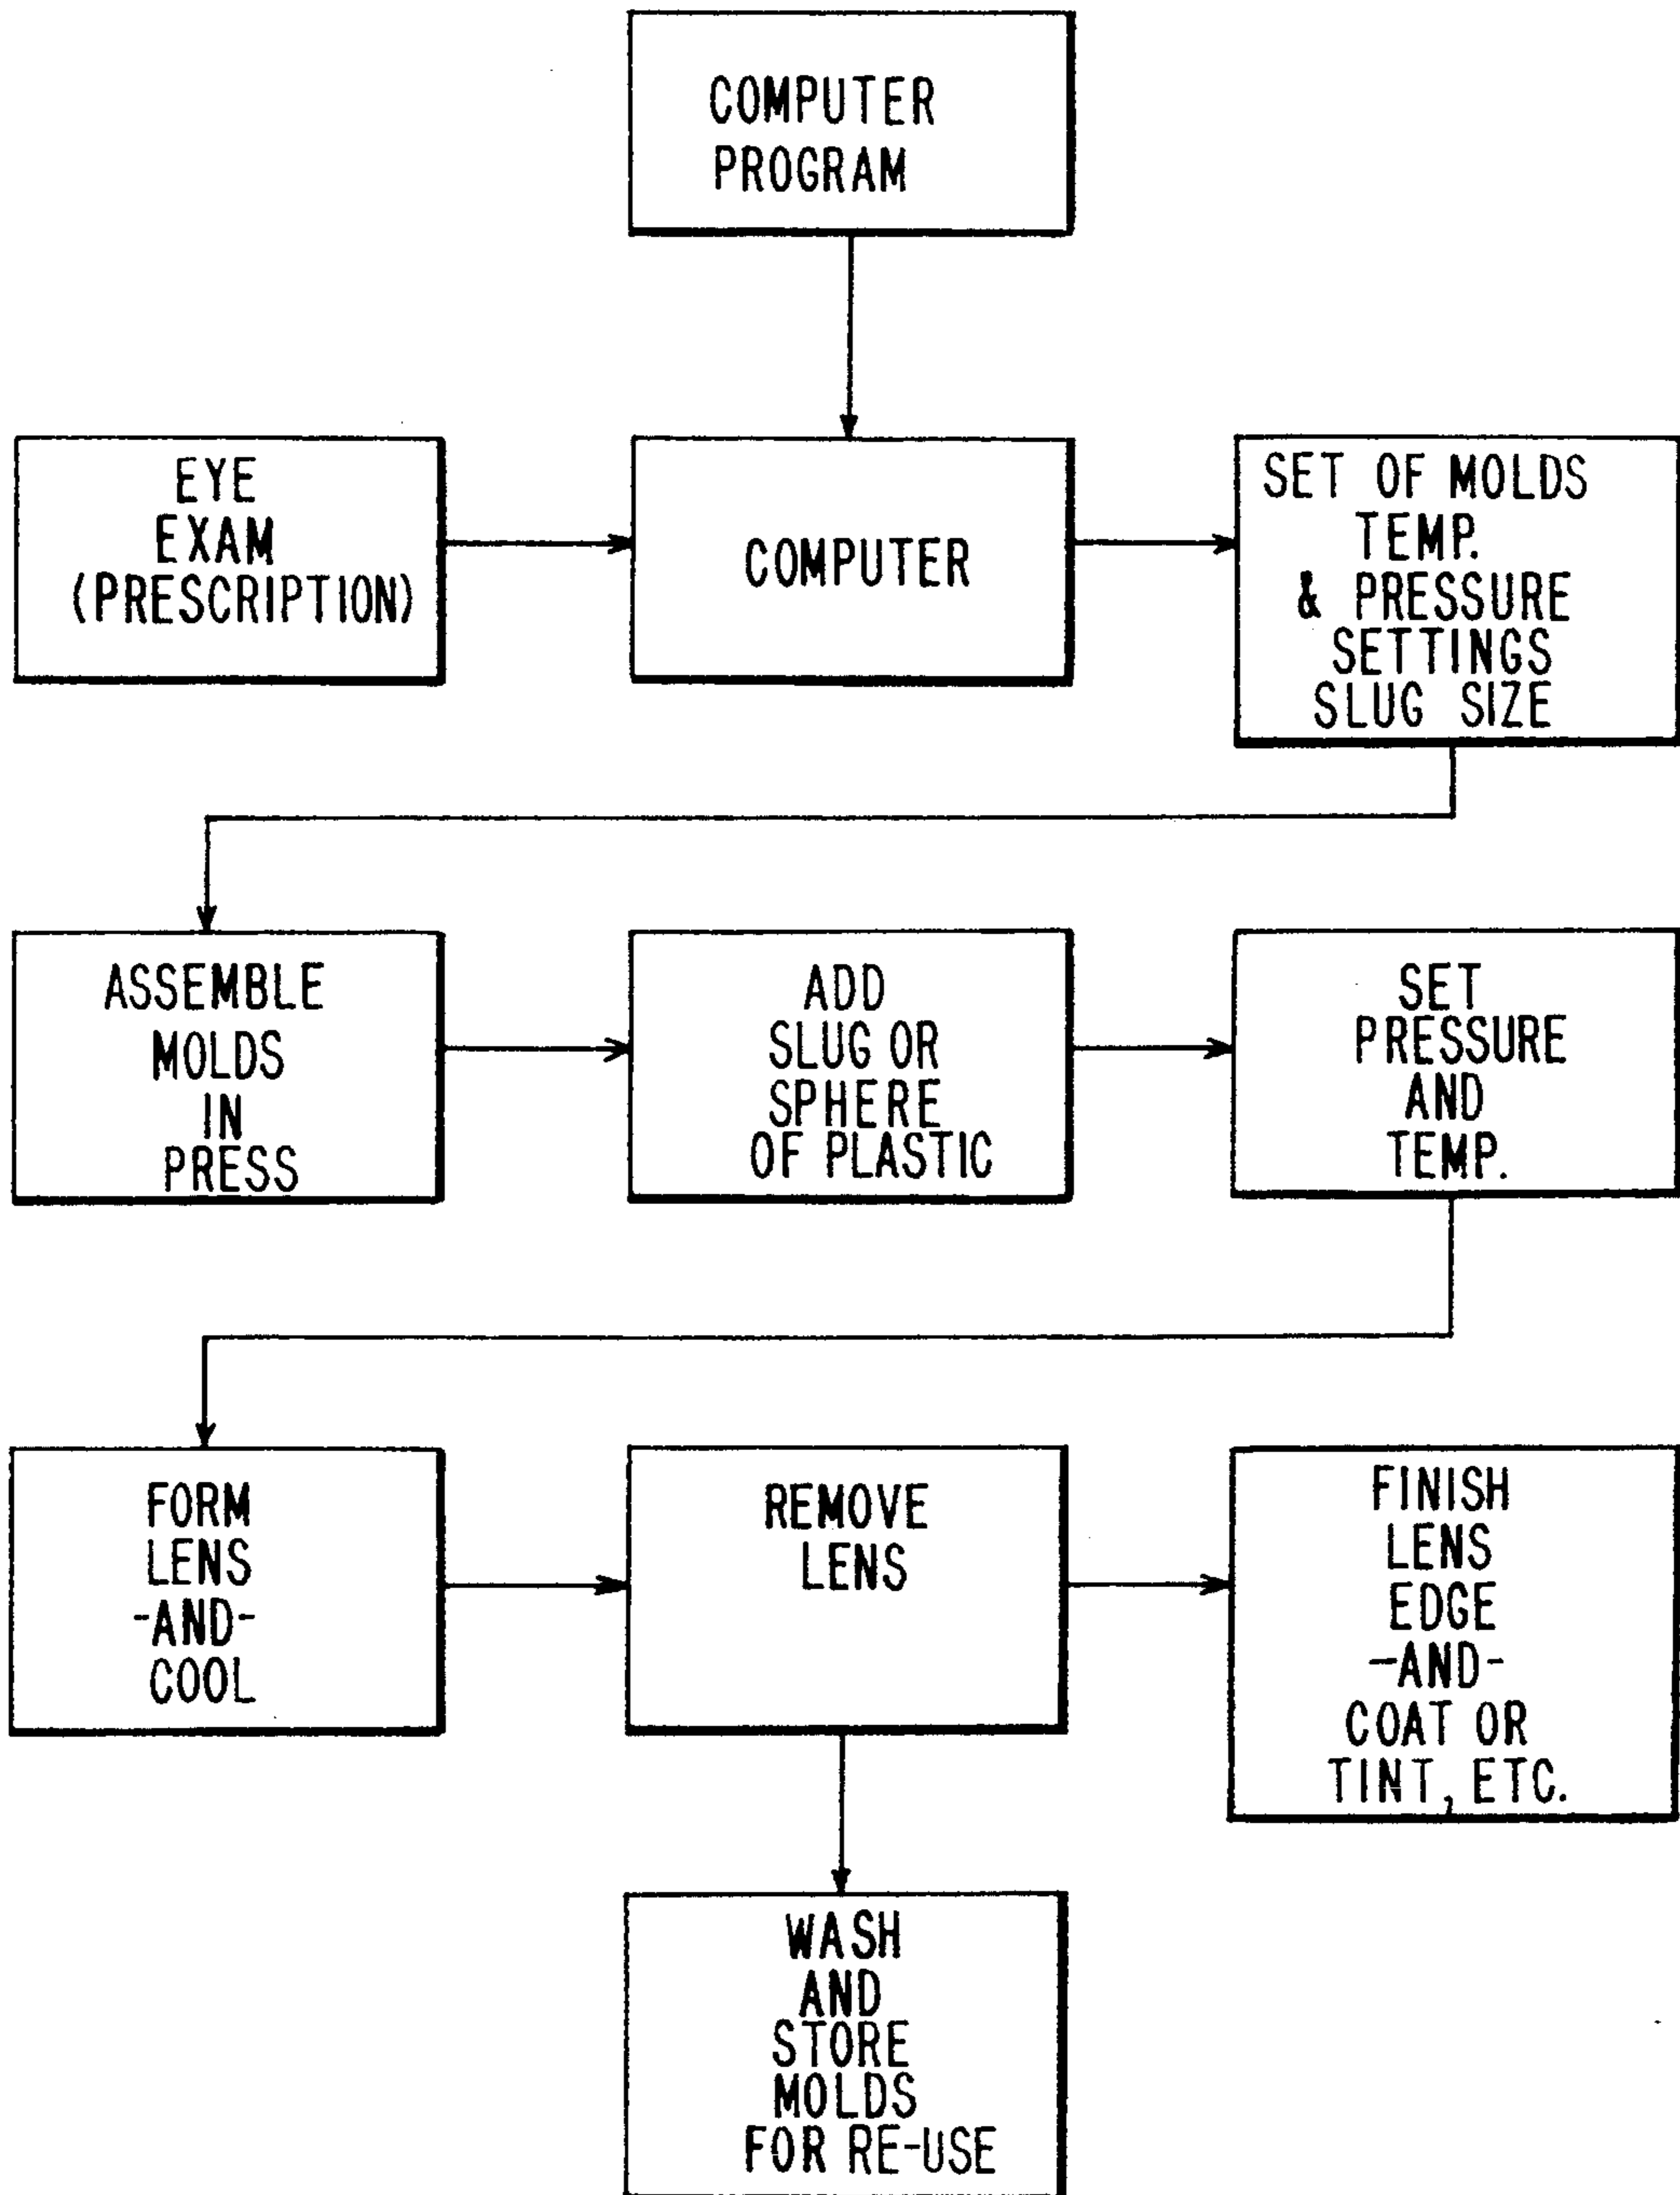 COMPUTER
PROGRAM
EYE
EXAM
(PRESCRIPTION)
COMPUTER
SET OF MOLDS
TEMP.
& PRESSURE
SETTINGS
SLUG SIZE
ASSEMBLE
MOLDS
IN
PRESS
ADD
SLUG OR
SPHERE
OF PLASTIC
SET
PRESSURE
AND
TEMP.
FORM
LENS
-AND-
COOL
REMOVE
LENS
FINISH
LENS
EDGE
-AND-
COAT OR
TINT, ETC.
WASH
AND
STORE
MOLDS
FOR RE-USE